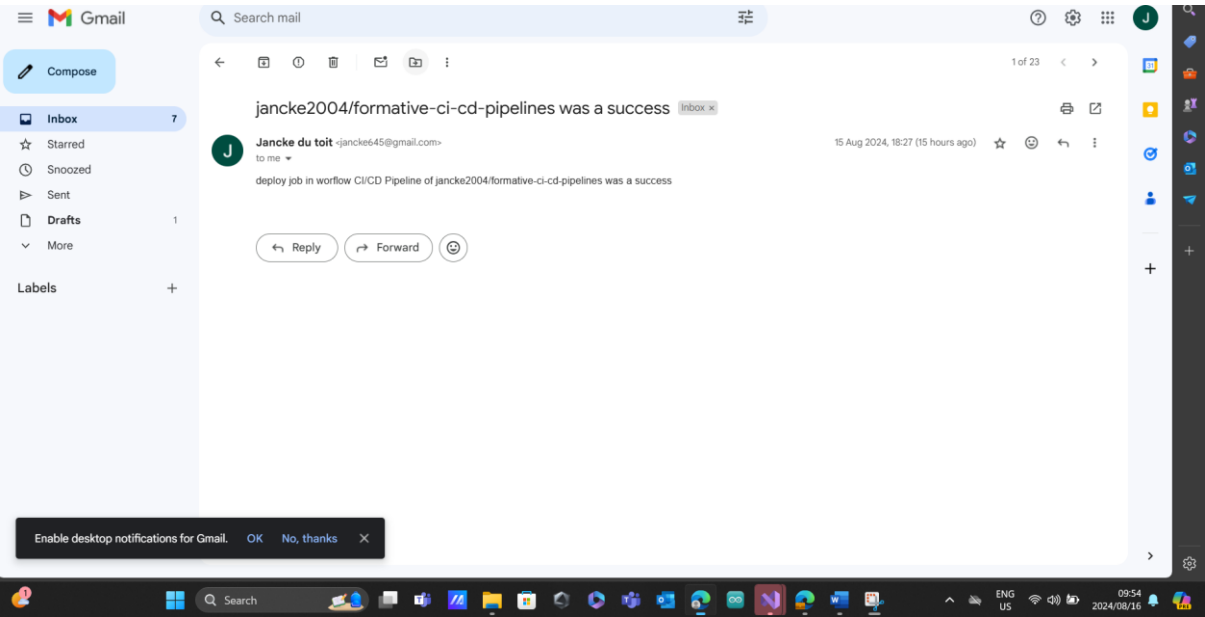 Gmail
Search mail
Compose
1 of 23
Inbox 7
Starred
Snoozed
Sent
Drafts 1
More
Labels
jancke2004/formative-ci-cd-pipelines was a success Inbox ×
J
Jancke du toit <jancke645@gmail.com>
15 Aug 2024, 18:27 (15 hours ago)
to me
deploy job in worflow CI/CD Pipeline of jancke2004/formative-ci-cd-pipelines was a success
Reply
Forward
J
31
Enable desktop notifications for Gmail. OK No, thanks
1
Search
ENG
US
09:54
2024/08/16